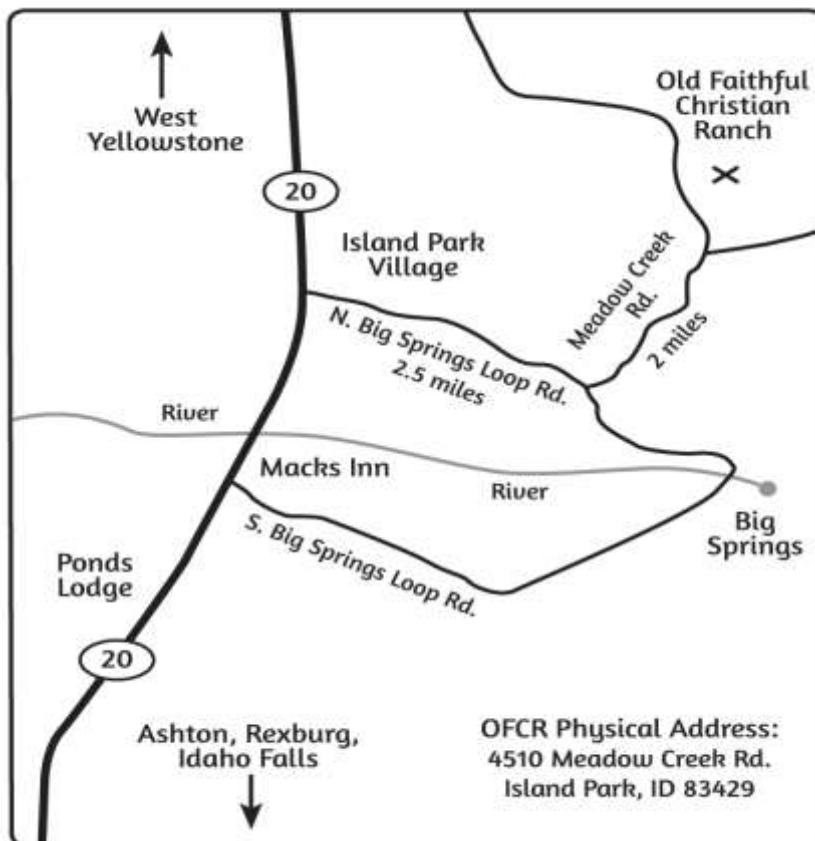 West
Yellowstone
Old Faithful
Christian
Ranch
20
Island Park
Village
Meadow Creek
Rd.
2 miles
N. Big Springs Loop Rd.
2.5 miles
River
Macks Inn
River
Big
Springs
S. Big Springs Loop Rd.
Ponds
Lodge
20
Ashton, Rexburg,
Idaho Falls
OFCR Physical Address:
4510 Meadow Creek Rd.
Island Park, ID 83429